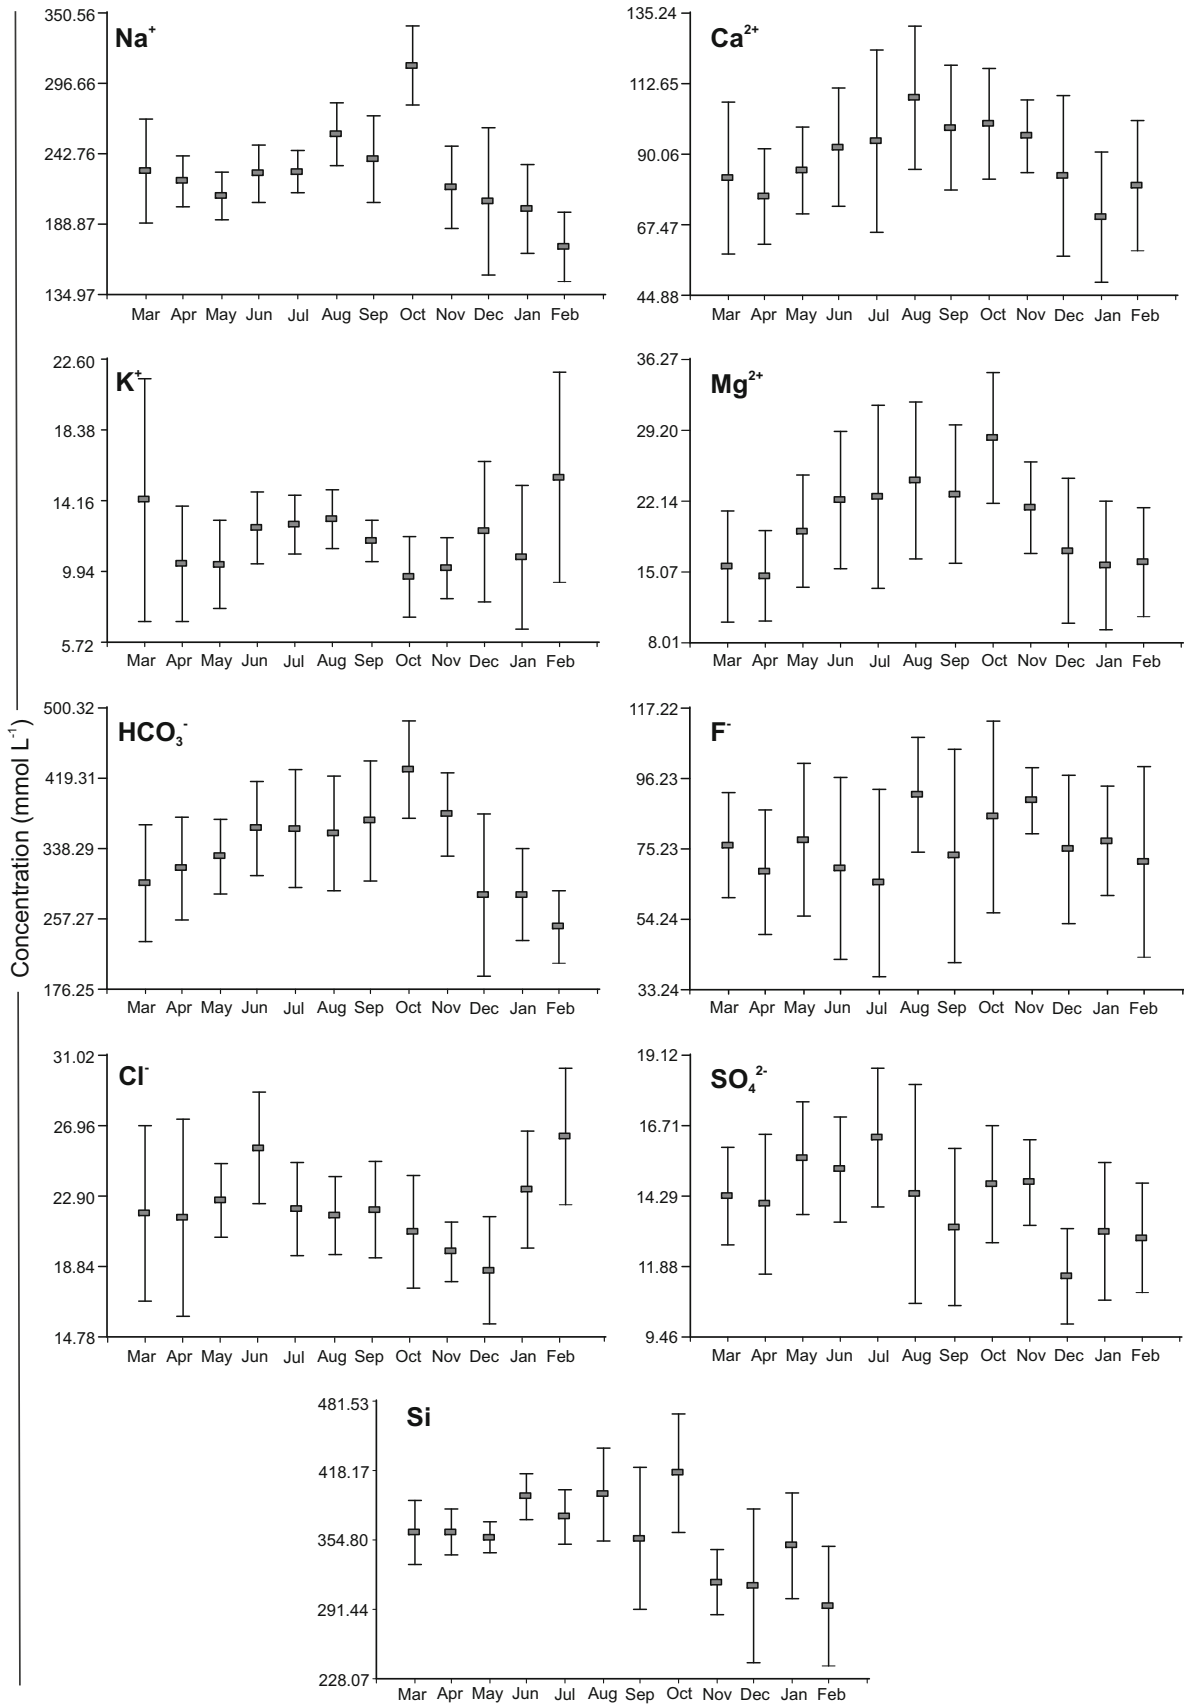 Concentration (mmol L-1)
Na+
350.56
296.66
242.76
188.87
134.97
Mar Apr May Jun Jul Aug Sep Oct Nov Dec Jan Feb
Ca2+
135.24
112.65
90.06
67.47
44.88
Mar Apr May Jun Jul Aug Sep Oct Nov Dec Jan Feb
K+
22.60
18.38
14.16
9.94
5.72
Mar Apr May Jun Jul Aug Sep Oct Nov Dec Jan Feb
Mg2+
36.27
29.20
22.14
15.07
8.01
Mar Apr May Jun Jul Aug Sep Oct Nov Dec Jan Feb
HCO3-
500.32
419.31
338.29
257.27
176.25
Mar Apr May Jun Jul Aug Sep Oct Nov Dec Jan Feb
F-
117.22
96.23
75.23
54.24
33.24
Mar Apr May Jun Jul Aug Sep Oct Nov Dec Jan Feb
Cl-
31.02
26.96
22.90
18.84
14.78
Mar Apr May Jun Jul Aug Sep Oct Nov Dec Jan Feb
SO42-
19.12
16.71
14.29
11.88
9.46
Mar Apr May Jun Jul Aug Sep Oct Nov Dec Jan Feb
Si
481.53
418.17
354.80
291.44
228.07
Mar Apr May Jun Jul Aug Sep Oct Nov Dec Jan Feb